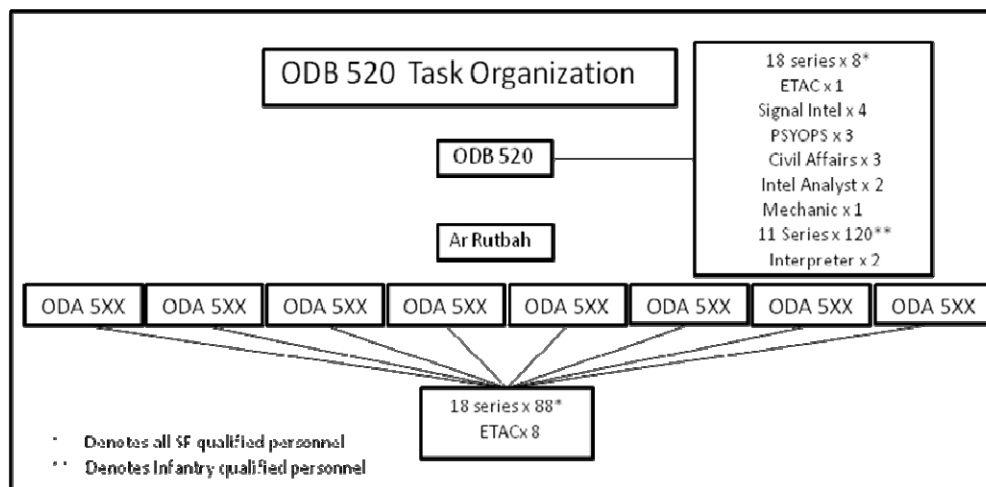 ODB 520 Task Organization
18 series x 8*
ETAC x 1
Signal Intel x 4
PSYOPS x 3
Civil Affairs x 3
Intel Analyst x 2
Mechanic x 1
11 Series x 120**
Interpreter x 2
ODB 520
Ar Rutbah
ODA 5XX ODA 5XX ODA 5XX ODA 5XX ODA 5XX ODA 5XX ODA 5XX ODA 5XX
18 series x 88*
ETACx 8
* Denotes all SF qualified personnel
** Denotes Infantry qualified personnel